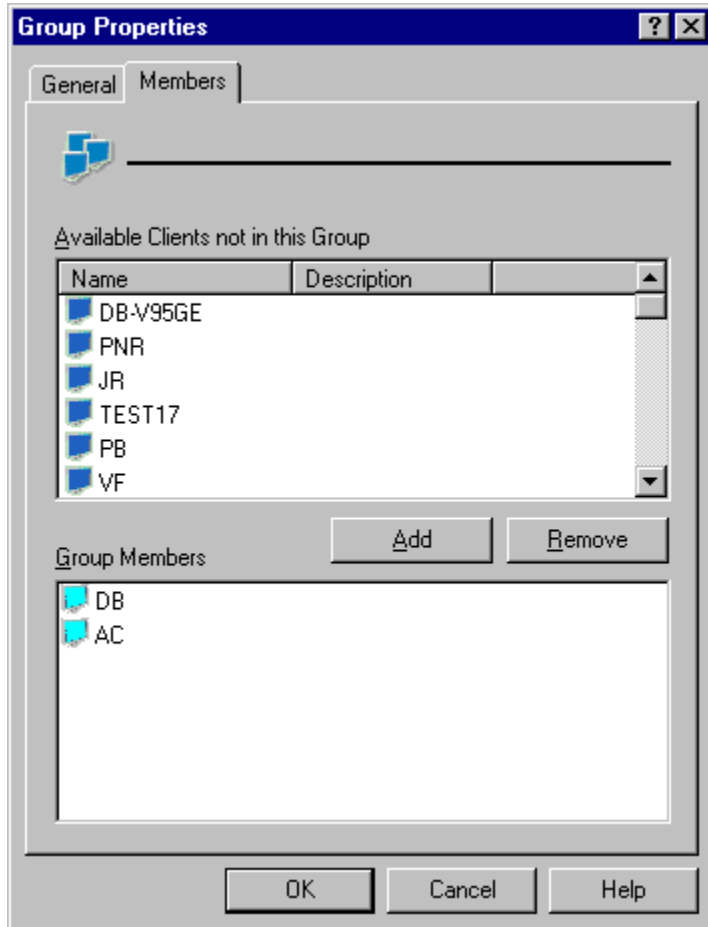 Group Properties
General Members
Available Clients not in this Group
Name Description
DB-V95GE
PNR
JR
TEST17
PB
VF
Add Remove
Group Members
DB
AC
OK Cancel Help